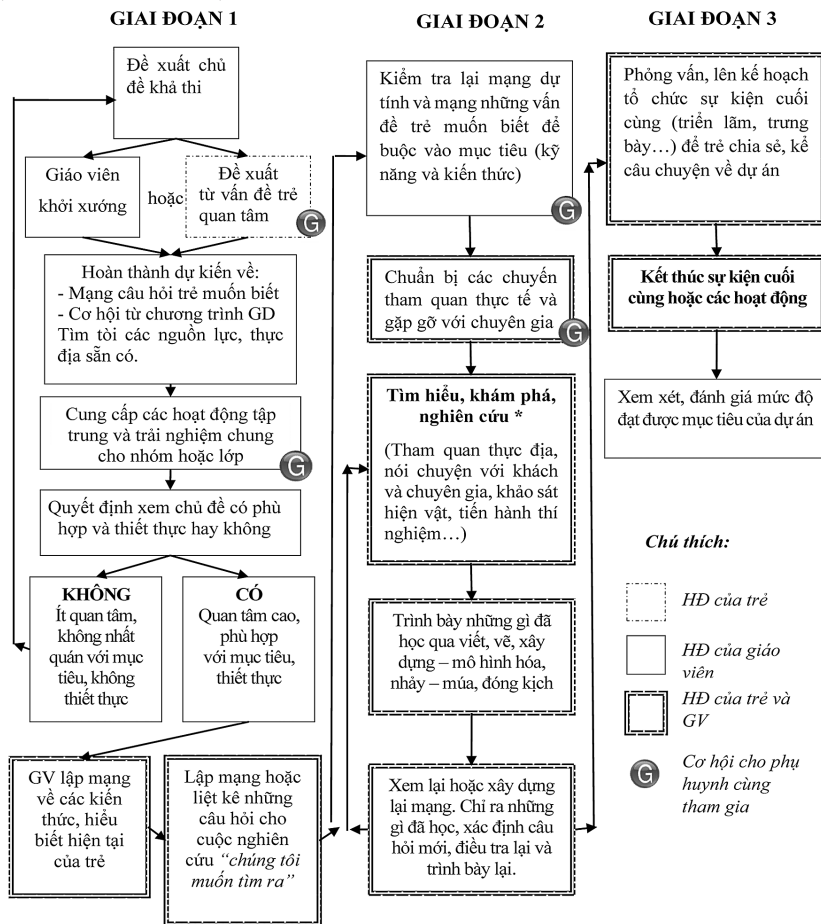 GIAI ĐOẠN 1
Đề xuất chủ
đề khả thi
Giáo viên
khởi xướng
hoặc
Đề xuất
từ vấn đề trẻ
quan tâm
G
Hoàn thành dự kiến về:
- Mạng câu hỏi trẻ muốn biết
- Cơ hội từ chương trình GD
Tìm tòi các nguồn lực, thực
địa sẵn có.
Cung cấp các hoạt động tập
trung và trải nghiệm chung
cho nhóm hoặc lớp
G
Quyết định xem chủ đề có phù
hợp và thiết thực hay không
KHÔNG
Ít quan tâm,
không nhất
quán với mục
tiêu, không
thiết thực
CÓ
Quan tâm cao,
phù hợp
với mục tiêu,
thiết thực
GV lập mạng
về các kiến
thức, hiểu
biết hiện tại
của trẻ
Lập mạng hoặc
liệt kê những
câu hỏi cho
cuộc nghiên
cứu “chúng tôi
muốn tìm ra”
GIAI ĐOẠN 2
Kiểm tra lại mạng dự
tính và mạng những vấn
đề trẻ muốn biết để
buộc vào mục tiêu (kỹ
năng và kiến thức)
G
Chuẩn bị các chuyến
tham quan thực tế và
gặp gỡ với chuyên gia
G
Tìm hiểu, khám phá,
nghiên cứu *
(Tham quan thực địa,
nói chuyện với khách
và chuyên gia, khảo sát
hiện vật, tiến hành thí
nghiệm…)
Trình bày những gì đã
học qua viết, vẽ, xây
dựng – mô hình hóa,
nhảy – múa, đóng kịch
Xem lại hoặc xây dựng
lại mạng. Chỉ ra những
gì đã học, xác định câu
hỏi mới, điều tra lại và
trình bày lại.
GIAI ĐOẠN 3
Phỏng vấn, lên kế hoạch
tổ chức sự kiện cuối
cùng (triển lãm, trưng
bày…) để trẻ chia sẻ, kể
câu chuyện về dự án
Kết thúc sự kiện cuối
cùng hoặc các hoạt động
Xem xét, đánh giá mức độ
đạt được mục tiêu của dự án
Chú thích:
HĐ của trẻ
HĐ của giáo
viên
HĐ của trẻ và
GV
G
Cơ hội cho phụ
huynh cùng
tham gia